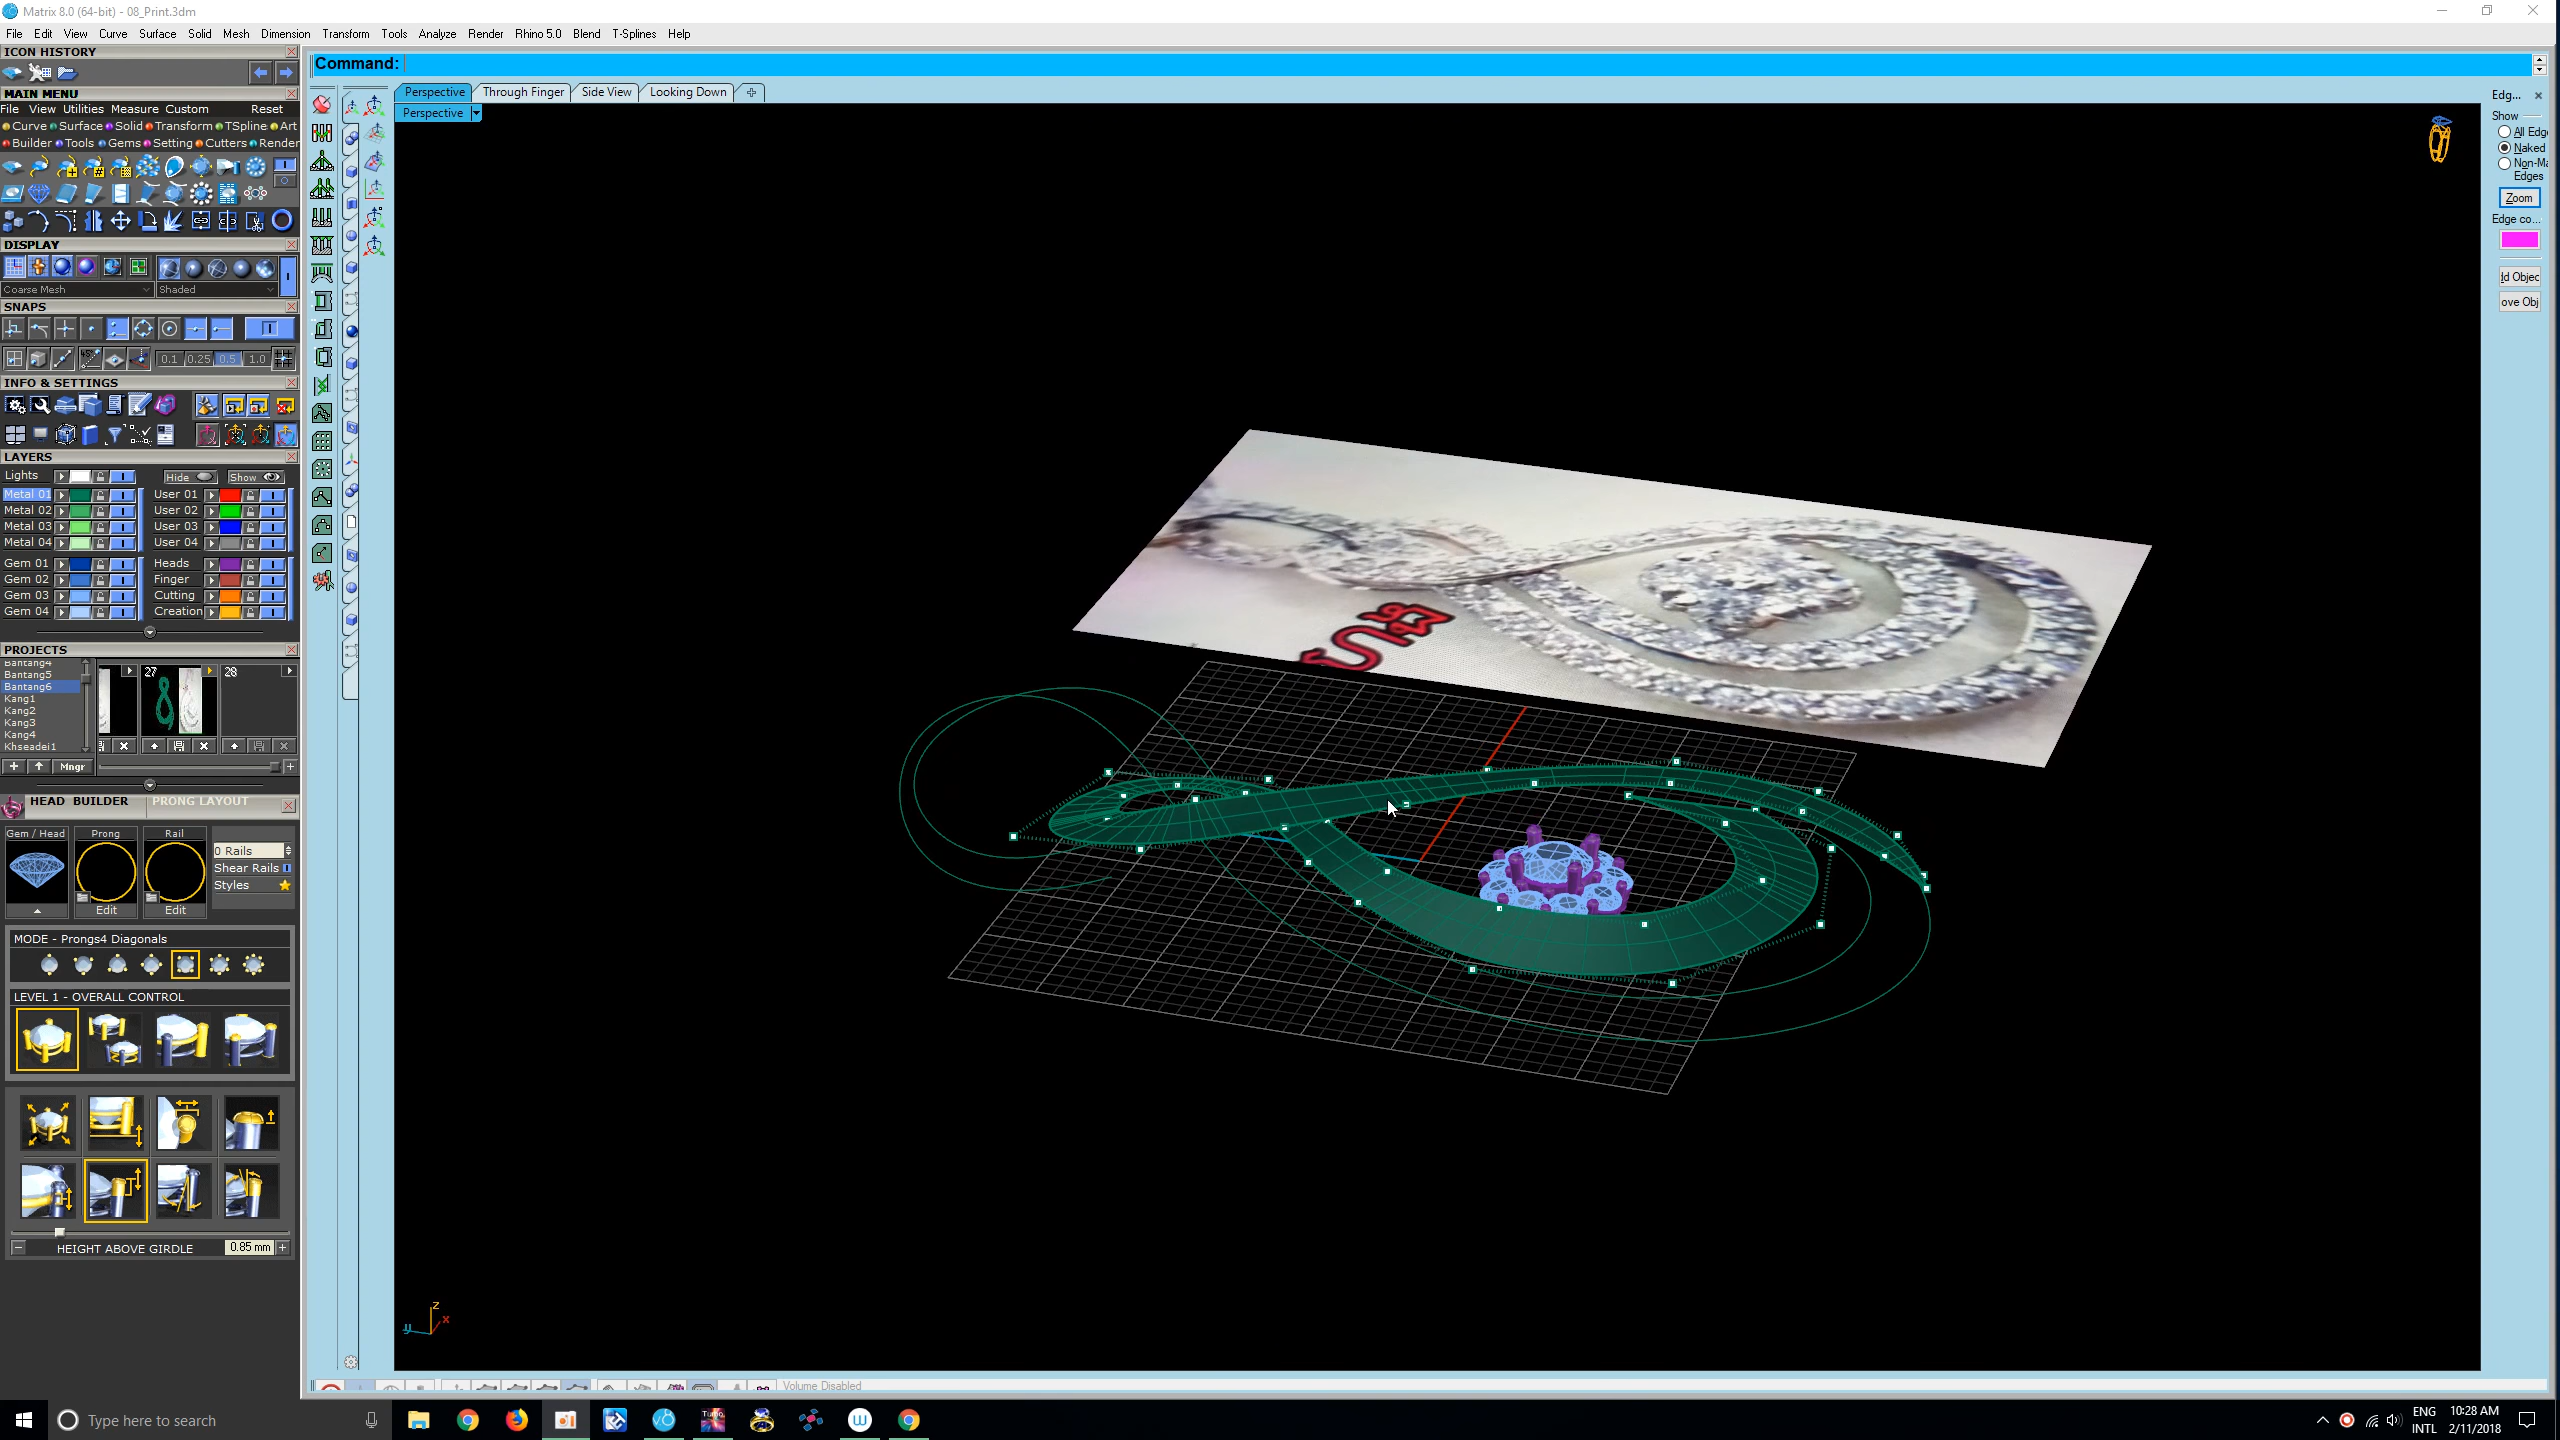 Matrix 8.0 (64-bit) - 08_Print.3dm
File Edit View Curve Surface Solid Mesh Dimension Transform Tools Analyze Render Rhino 5.0 Blend T-Splines Help
ICON HISTORY
Command:
MAIN MENU
File View Utilities Measure Custom Reset
Curve Surface Solid Transform TSpline Art
Builder Tools Gems Setting Cutters Render
Perspective Through Finger Side View Looking Down
Perspective
Edg...
Show
All Edge
Naked
Non-Ma
Edges
Zoom
Edge co...
ld Objec
ove Obj
DISPLAY
Coarse Mesh Shaded
SNAPS
0.1 0.25 0.5 1.0
INFO & SETTINGS
LAYERS
Lights Hide Show
Metal 01 User 01
Metal 02 User 02
Metal 03 User 03
Metal 04 User 04
Gem 01 Heads
Gem 02 Finger
Gem 03 Cutting
Gem 04 Creation
PROJECTS
Bantang4
Bantang5
Bantang6
Kang1
Kang2
Kang3
Kang4
Khseadei1
27 28
Mngr
HEAD BUILDER PRONG LAYOUT
Gem / Head Prong Rail
0 Rails
Shear Rails
Styles
Edit Edit
MODE - Prongs4 Diagonals
LEVEL 1 - OVERALL CONTROL
HEIGHT ABOVE GIRDLE 0.85 mm
z
x
y
Volume Disabled
Type here to search
ENG
INTL
10:28 AM
2/11/2018